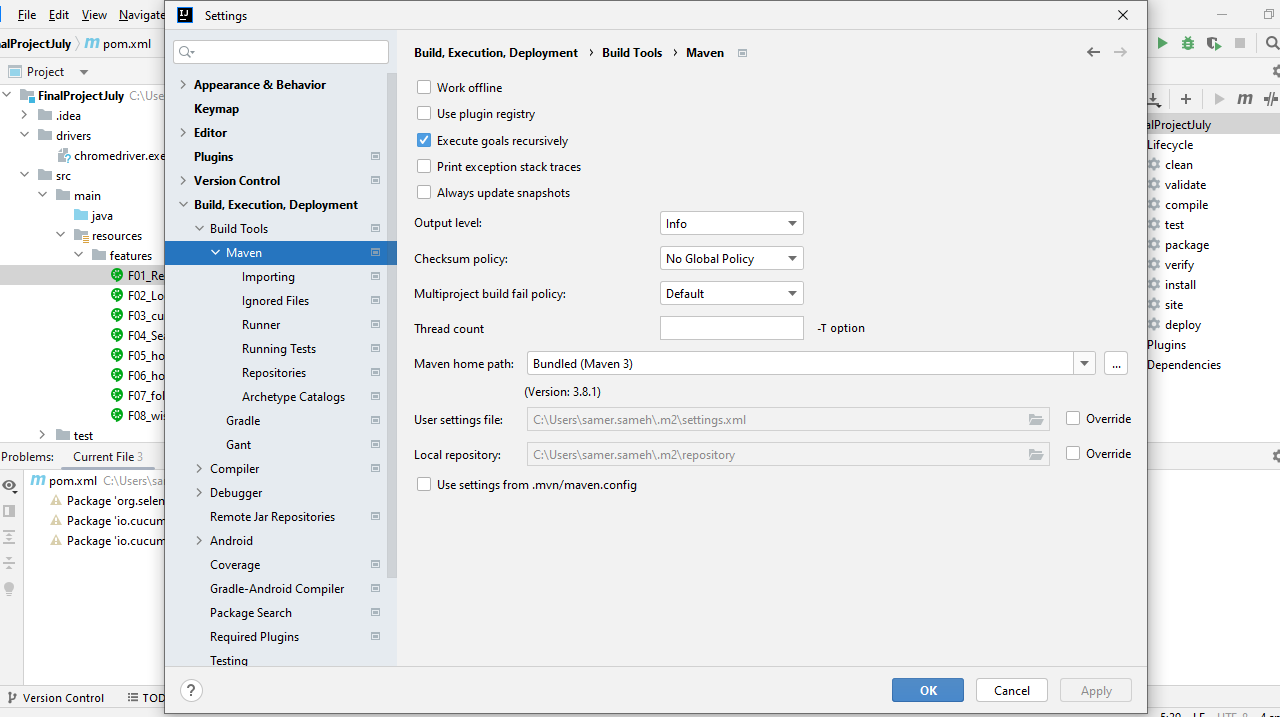 File Edit View Navigate
Settings
alProjectJuly pom.xml
Project
FinalProjectJuly C:\Use
.idea
drivers
chromedriver.exe
src
main
java
resources
features
F01_Re
F02_Lo
F03_cu
F04_Sea
F05_ho
F06_ho
F07_fol
F08_wis
test
Problems: Current File 3
pom.xml C:\Users\sa
Package 'org.selen
Package 'io.cucum
Package 'io.cucum
Version Control TOD
Appearance & Behavior
Keymap
Editor
Plugins
Version Control
Build, Execution, Deployment
Build Tools
Maven
Importing
Ignored Files
Runner
Running Tests
Repositories
Archetype Catalogs
Gradle
Gant
Compiler
Debugger
Remote Jar Repositories
Android
Coverage
Gradle-Android Compiler
Package Search
Required Plugins
Testing
?
Build, Execution, Deployment › Build Tools › Maven
Work offline
Use plugin registry
Execute goals recursively
Print exception stack traces
Always update snapshots
Output level: Info
Checksum policy: No Global Policy
Multiproject build fail policy: Default
Thread count -T option
Maven home path: Bundled (Maven 3) ...
(Version: 3.8.1)
User settings file: C:\Users\samer.sameh\.m2\settings.xml Override
Local repository: C:\Users\samer.sameh\.m2\repository Override
Use settings from .mvn/maven.config
OK Cancel Apply
alProjectJuly
Lifecycle
clean
validate
compile
test
package
verify
install
site
deploy
Plugins
Dependencies